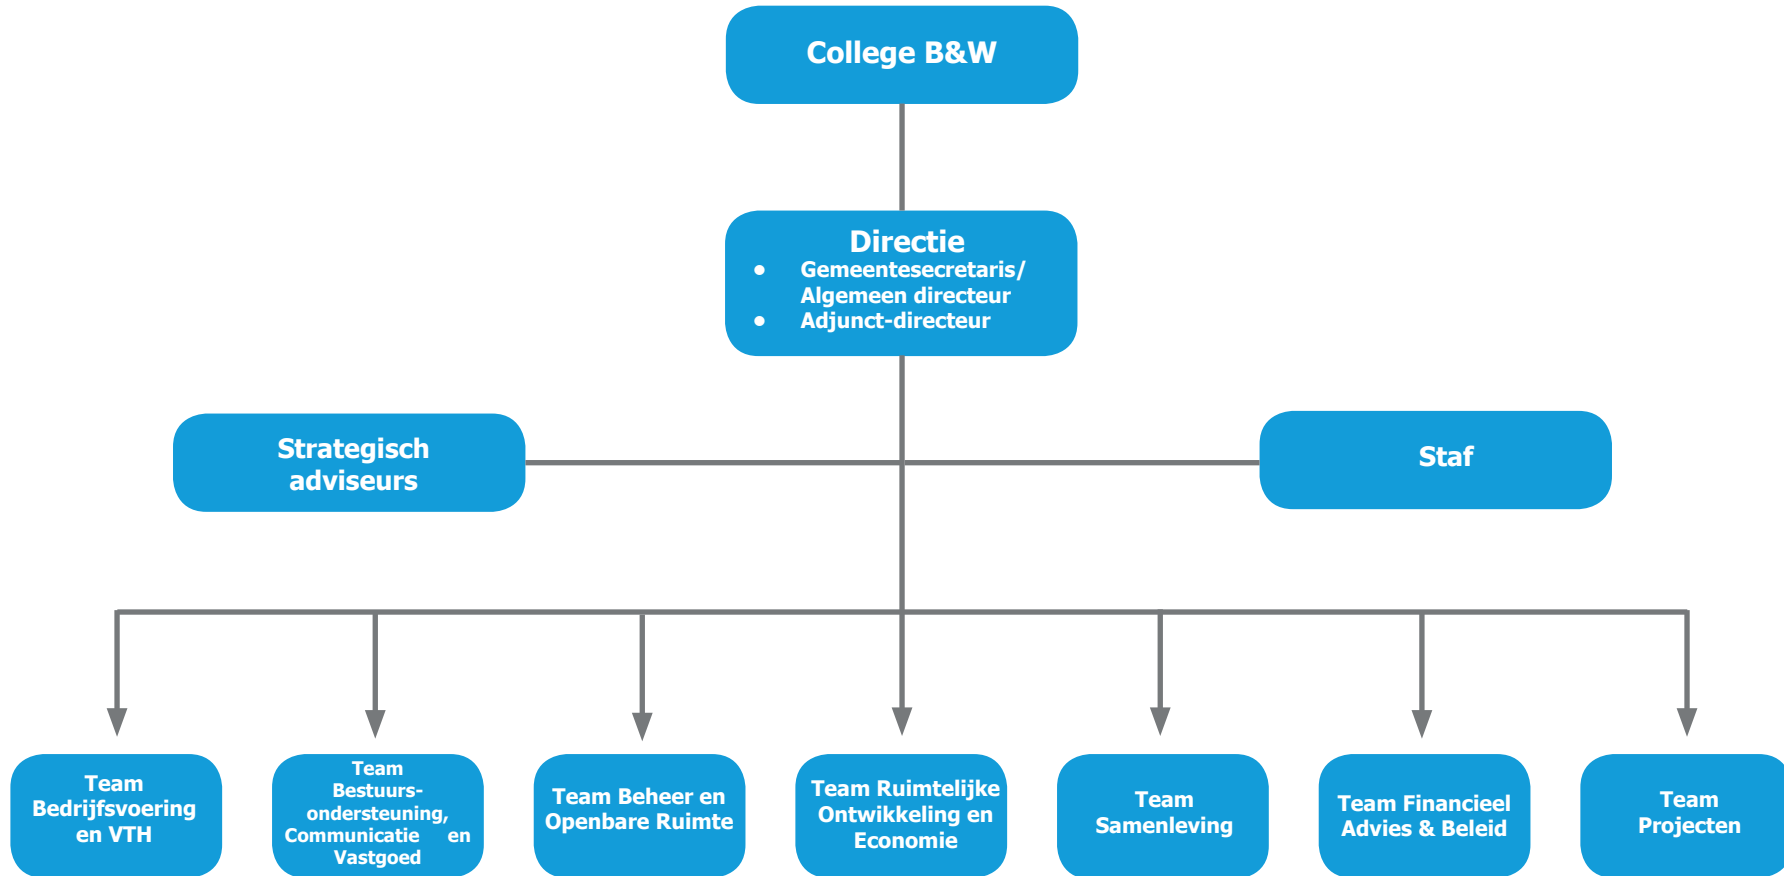 College B&W
Directie
• Gemeentesecretaris/
Algemeen directeur
• Adjunct-directeur
Strategisch
adviseurs
Staf
Team
Bedrijfsvoering
en VTH
Team
Bestuurs-
ondersteuning,
Communicatie en
Vastgoed
Team Beheer en
Openbare Ruimte
Team Ruimtelijke
Ontwikkeling en
Economie
Team
Samenleving
Team Financieel
Advies & Beleid
Team
Projecten